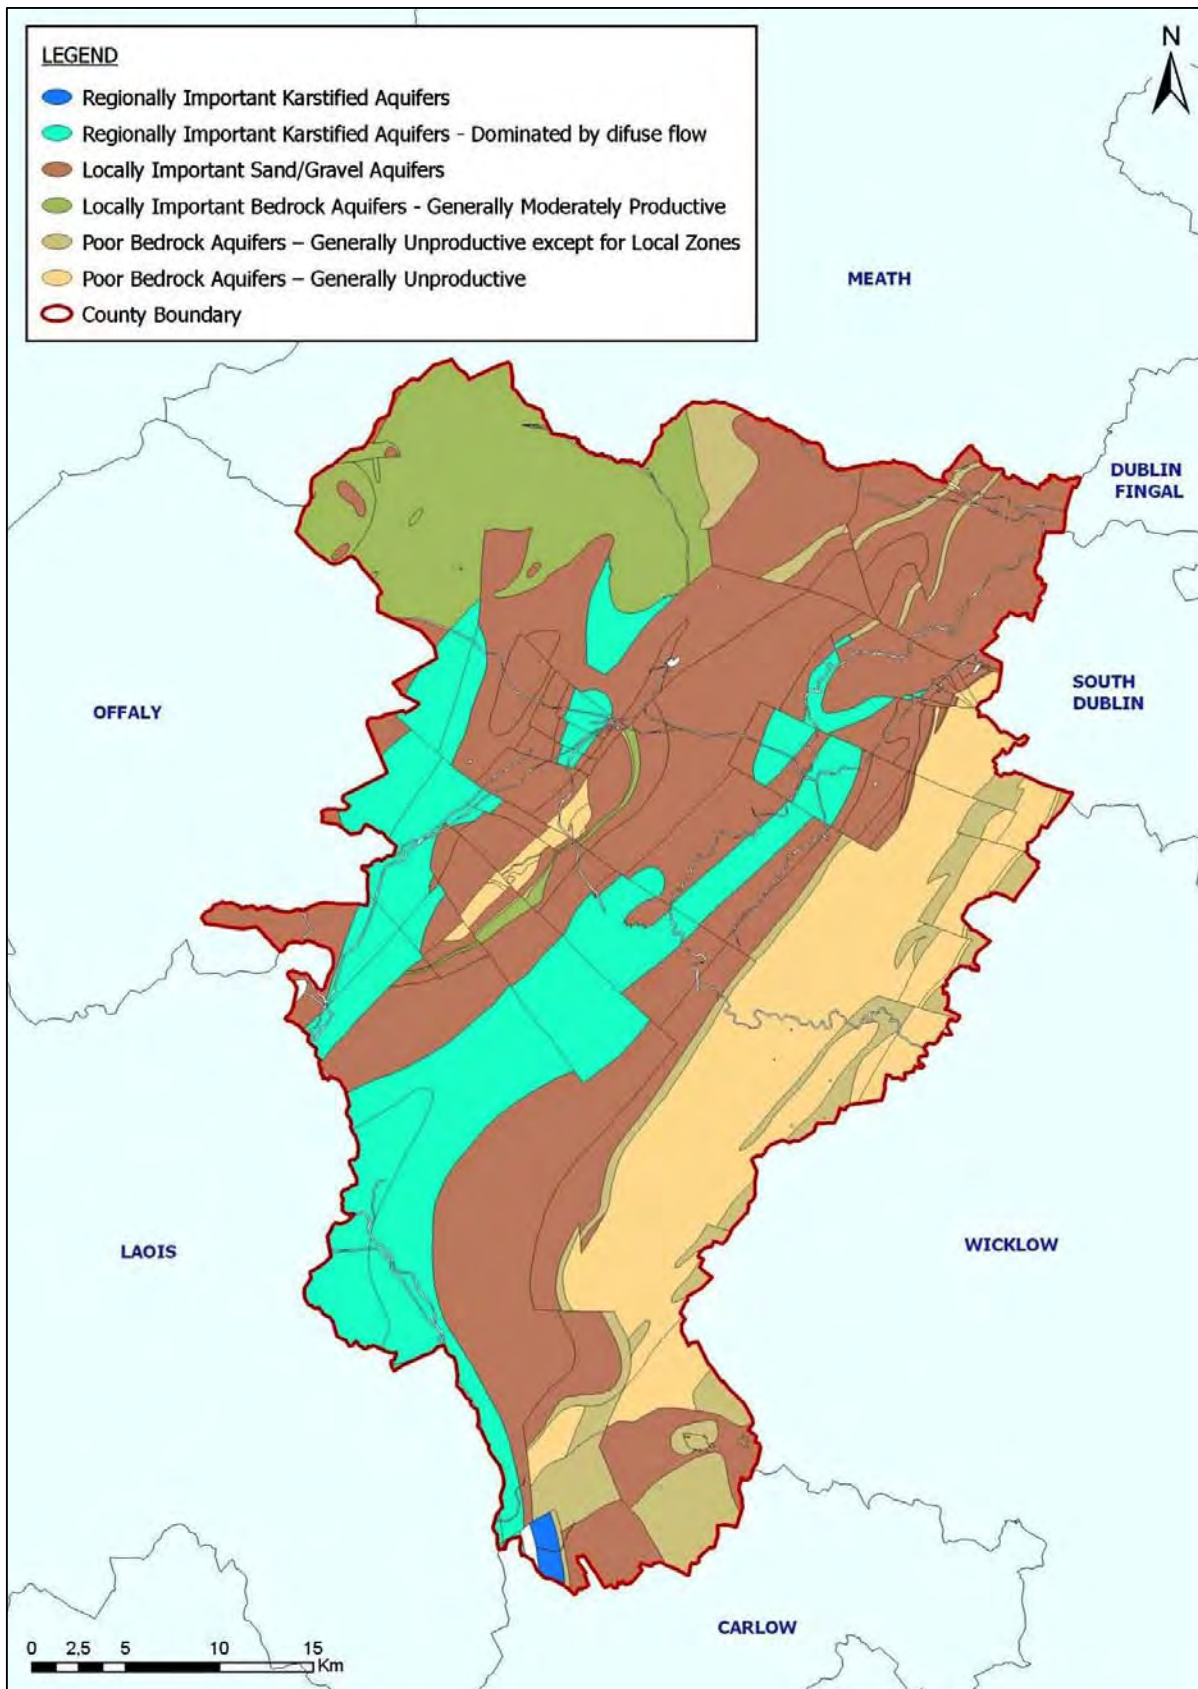 LEGEND
Regionally Important Karstified Aquifers
Regionally Important Karstified Aquifers - Dominated by difuse flow
Locally Important Sand/Gravel Aquifers
Locally Important Bedrock Aquifers - Generally Moderately Productive
Poor Bedrock Aquifers – Generally Unproductive except for Local Zones
Poor Bedrock Aquifers – Generally Unproductive
County Boundary
N
MEATH
DUBLIN
FINGAL
SOUTH
DUBLIN
OFFALY
LAOIS
WICKLOW
CARLOW
0 2,5 5 10 15
Km